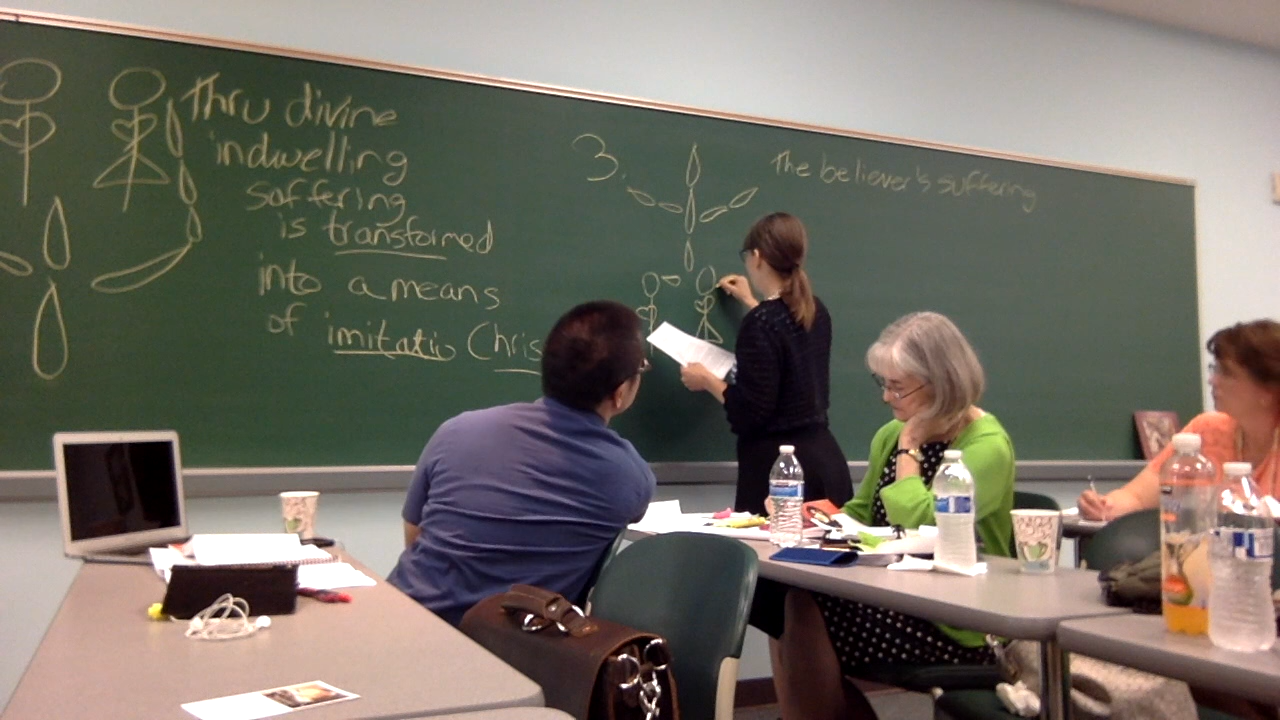 thru divine
indwelling
suffering
is transformed
into a means
of imitatio Chris
3.
The believer's suffering